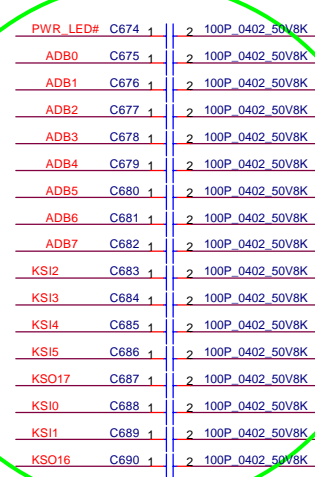 PWR_LED# C674 1 2 100P_0402_50V8K
ADB0 C675 1 2 100P_0402_50V8K
ADB1 C676 1 2 100P_0402_50V8K
ADB2 C677 1 2 100P_0402_50V8K
ADB3 C678 1 2 100P_0402_50V8K
ADB4 C679 1 2 100P_0402_50V8K
ADB5 C680 1 2 100P_0402_50V8K
ADB6 C681 1 2 100P_0402_50V8K
ADB7 C682 1 2 100P_0402_50V8K
KSI2 C683 1 2 100P_0402_50V8K
KSI3 C684 1 2 100P_0402_50V8K
KSI4 C685 1 2 100P_0402_50V8K
KSI5 C686 1 2 100P_0402_50V8K
KSO17 C687 1 2 100P_0402_50V8K
KSI0 C688 1 2 100P_0402_50V8K
KSI1 C689 1 2 100P_0402_50V8K
KSO16 C690 1 2 100P_0402_50V8K